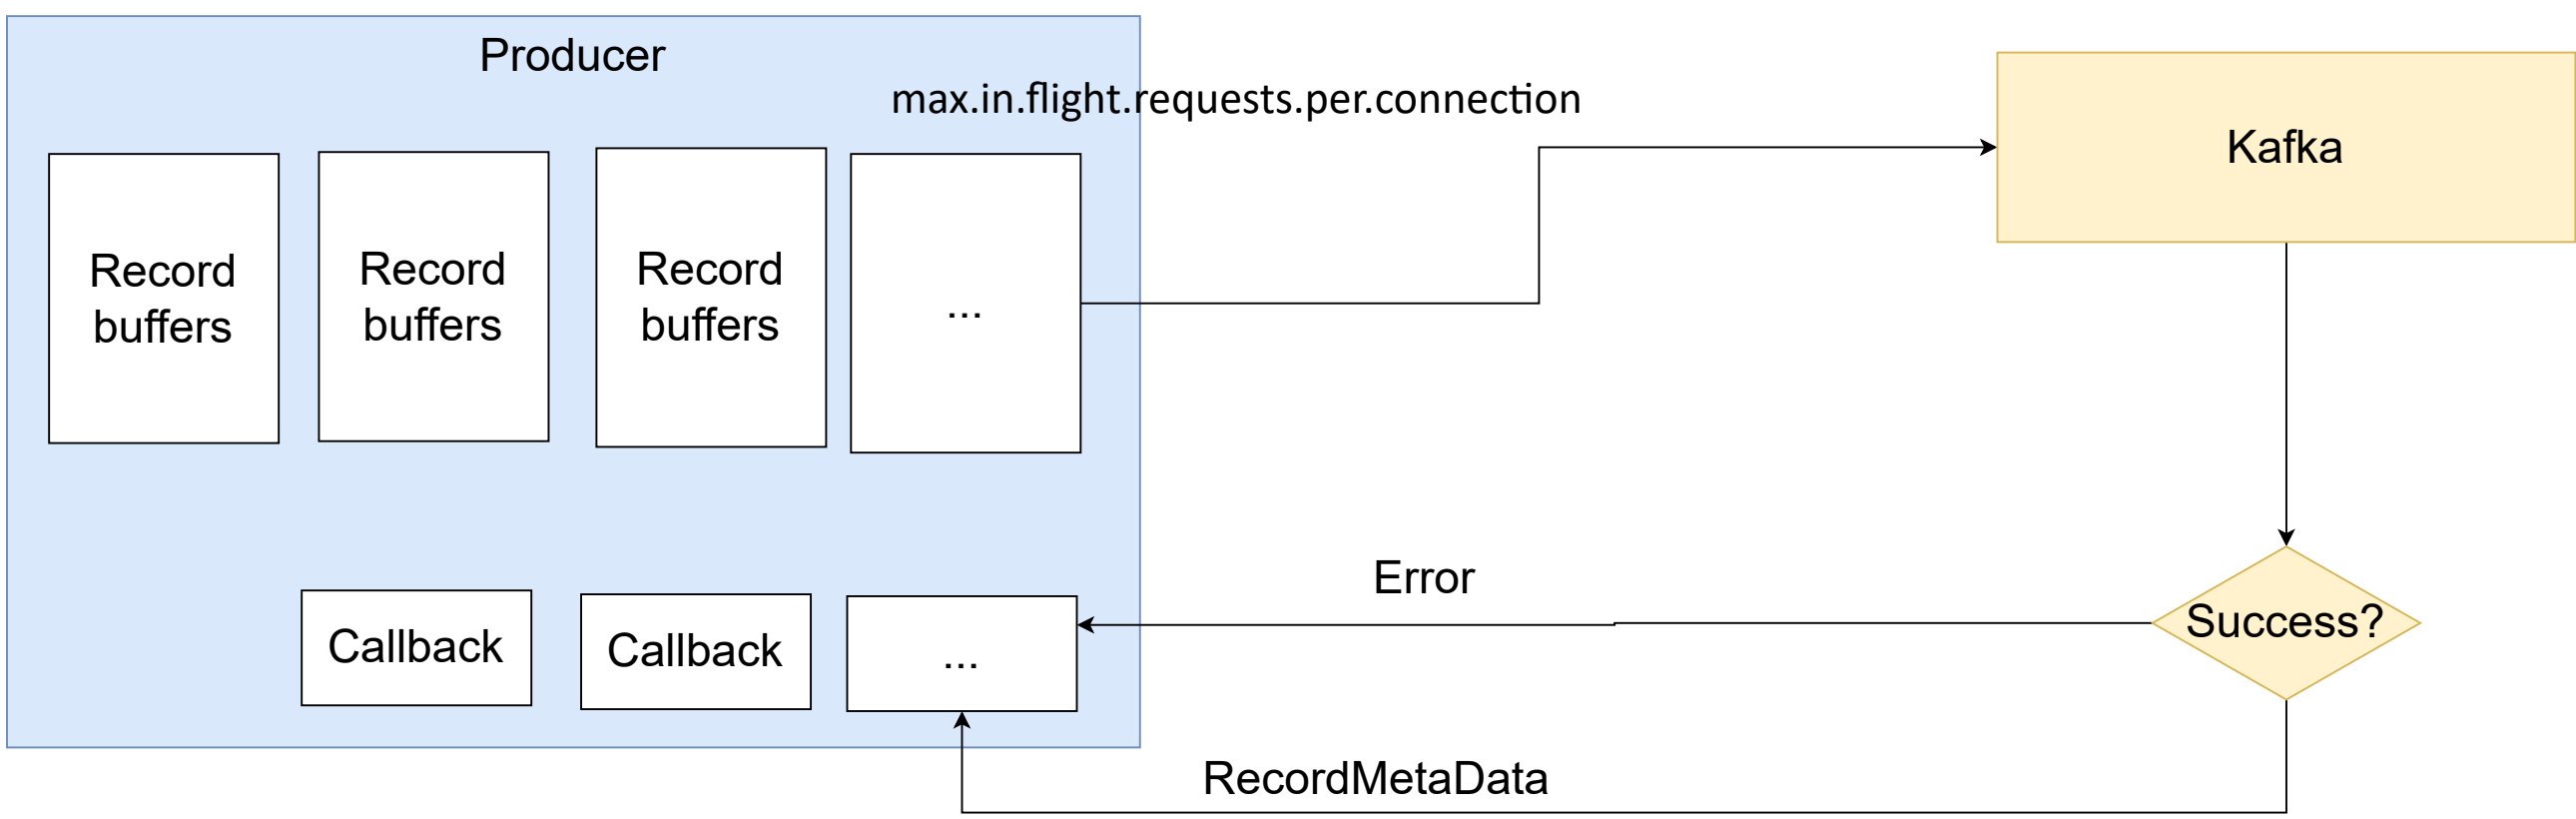 Producer
max.in.flight.requests.per.connection
Kafka
Record
buffers
Record
buffers
Record
buffers
...
Error
Success?
Callback
Callback
...
RecordMetaData